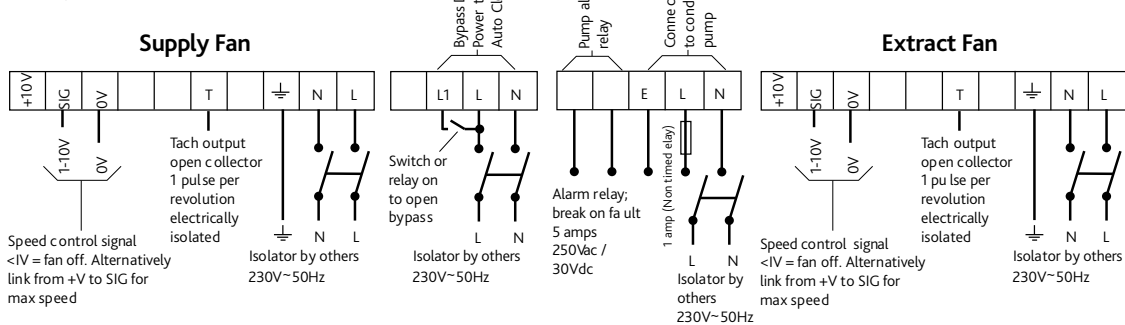 Supply Fan
+10V
SIG
0V
T
N
L
1-10V
0V
Tach output
open collector
1 pulse per
revolution
electrically
isolated
Speed control signal
<IV = fan off. Alternatively
link from +V to SIG for
max speed
N
L
Isolator by others
230V~50Hz
Bypass
Power
Auto
L1
L
N
Switch or
relay on
to open
bypass
L
N
Isolator by others
230V~50Hz
Pump
relay
to
pump
E
L
N
Alarm relay;
break on fault
5 amps
250Vac /
30Vdc
1 amp (Non timed elay)
L
N
Isolator by
others
230V~50Hz
Extract Fan
+10V
SIG
0V
T
N
L
1-10V
0V
Tach output
open collector
1 pulse per
revolution
electrically
isolated
Speed control signal
<IV = fan off. Alternatively
link from +V to SIG for
max speed
N
L
Isolator by others
230V~50Hz